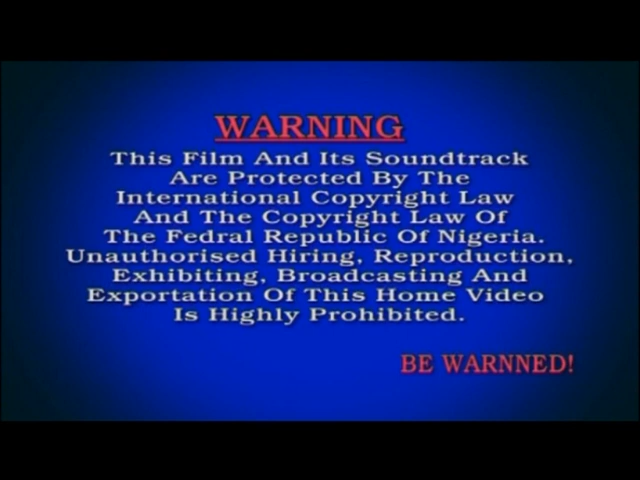 WARNING
This Film And Its Soundtrack
Are Protected By The
International Copyright Law
And The Copyright Law Of
The Fedral Republic Of Nigeria.
Unauthorised Hiring, Reproduction,
Exhibiting, Broadcasting And
Exportation Of This Home Video
Is Highly Prohibited.
BE WARNNED!